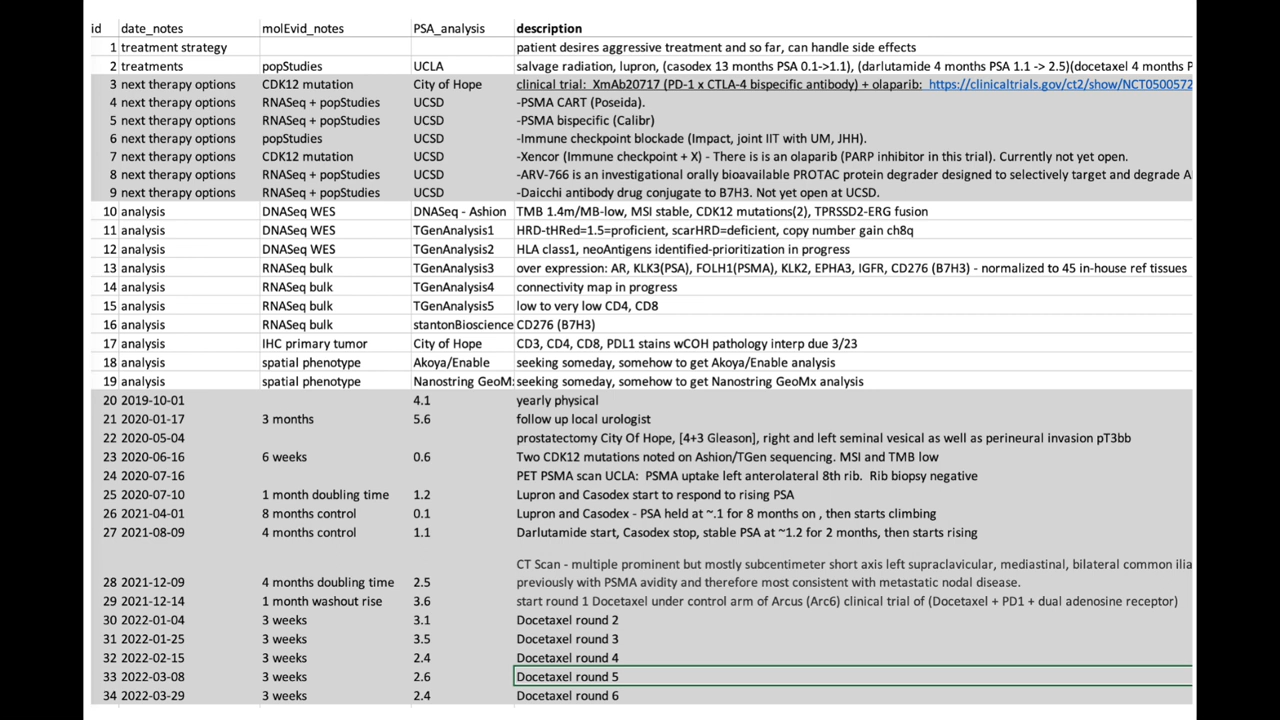 id date_notes molEvid_notes PSA_analysis description
1 treatment strategy patient desires aggressive treatment and so far, can handle side effects
2 treatments popStudies UCLA salvage radiation, lupron, (casodex 13 months PSA 0.1->1.1), (darlutamide 4 months PSA 1.1 -> 2.5)(docetaxel 4 months P
3 next therapy options CDK12 mutation City of Hope clinical trial: XmAb20717 (PD-1 x CTLA-4 bispecific antibody) + olaparib: https://clinicaltrials.gov/ct2/show/NCT0500572
4 next therapy options RNASeq + popStudies UCSD -PSMA CART (Poseida).
5 next therapy options RNASeq + popStudies UCSD -PSMA bispecific (Calibr)
6 next therapy options popStudies UCSD -Immune checkpoint blockade (Impact, joint IIT with UM, JHH).
7 next therapy options CDK12 mutation UCSD -Xencor (Immune checkpoint + X) - There is is an olaparib (PARP inhibitor in this trial). Currently not yet open.
8 next therapy options RNASeq + popStudies UCSD -ARV-766 is an investigational orally bioavailable PROTAC protein degrader designed to selectively target and degrade A
9 next therapy options RNASeq + popStudies UCSD -Daicchi antibody drug conjugate to B7H3. Not yet open at UCSD.
10 analysis DNASeq WES DNASeq - Ashion TMB 1.4m/MB-low, MSI stable, CDK12 mutations(2), TPRSSD2-ERG fusion
11 analysis DNASeq WES TGenAnalysis1 HRD-tHRed=1.5=proficient, scarHRD=deficient, copy number gain ch8q
12 analysis DNASeq WES TGenAnalysis2 HLA class1, neoAntigens identified-prioritization in progress
13 analysis RNASeq bulk TGenAnalysis3 over expression: AR, KLK3(PSA), FOLH1(PSMA), KLK2, EPHA3, IGFR, CD276 (B7H3) - normalized to 45 in-house ref tissues
14 analysis RNASeq bulk TGenAnalysis4 connectivity map in progress
15 analysis RNASeq bulk TGenAnalysis5 low to very low CD4, CD8
16 analysis RNASeq bulk stantonBioscience CD276 (B7H3)
17 analysis IHC primary tumor City of Hope CD3, CD4, CD8, PDL1 stains wCOH pathology interp due 3/23
18 analysis spatial phenotype Akoya/Enable seeking someday, somehow to get Akoya/Enable analysis
19 analysis spatial phenotype Nanostring GeoM: seeking someday, somehow to get Nanostring GeoMx analysis
20 2019-10-01 4.1 yearly physical
21 2020-01-17 3 months 5.6 follow up local urologist
22 2020-05-04 prostatectomy City Of Hope, [4+3 Gleason], right and left seminal vesical as well as perineural invasion pT3bb
23 2020-06-16 6 weeks 0.6 Two CDK12 mutations noted on Ashion/TGen sequencing. MSI and TMB low
24 2020-07-16 PET PSMA scan UCLA: PSMA uptake left anterolateral 8th rib. Rib biopsy negative
25 2020-07-10 1 month doubling time 1.2 Lupron and Casodex start to respond to rising PSA
26 2021-04-01 8 months control 0.1 Lupron and Casodex - PSA held at ~.1 for 8 months on , then starts climbing
27 2021-08-09 4 months control 1.1 Darlutamide start, Casodex stop, stable PSA at ~1.2 for 2 months, then starts rising
CT Scan - multiple prominent but mostly subcentimeter short axis left supraclavicular, mediastinal, bilateral common ilia
28 2021-12-09 4 months doubling time 2.5 previously with PSMA avidity and therefore most consistent with metastatic nodal disease.
29 2021-12-14 1 month washout rise 3.6 start round 1 Docetaxel under control arm of Arcus (Arc6) clinical trial of (Docetaxel + PD1 + dual adenosine receptor)
30 2022-01-04 3 weeks 3.1 Docetaxel round 2
31 2022-01-25 3 weeks 3.5 Docetaxel round 3
32 2022-02-15 3 weeks 2.4 Docetaxel round 4
33 2022-03-08 3 weeks 2.6 Docetaxel round 5
34 2022-03-29 3 weeks 2.4 Docetaxel round 6